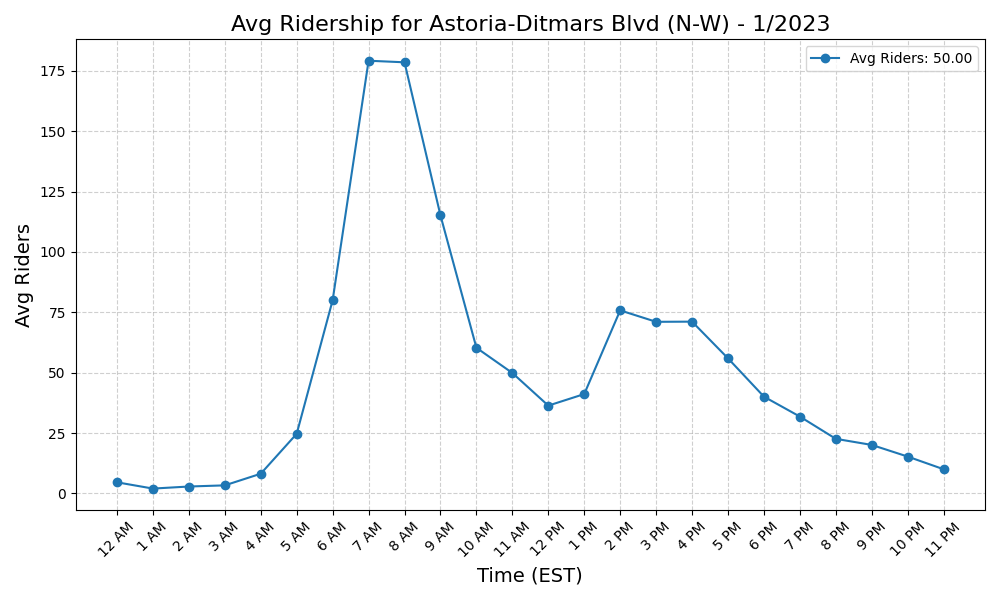 Avg Ridership for Astoria-Ditmars Blvd (N-W) - 1/2023
Avg Riders: 50.00
Avg Riders
175
150
125
100
75
50
25
0
12 AM
1 AM
2 AM
3 AM
4 AM
5 AM
6 AM
7 AM
8 AM
9 AM
10 AM
11 AM
12 PM
1 PM
2 PM
3 PM
4 PM
5 PM
6 PM
7 PM
8 PM
9 PM
10 PM
11 PM
Time (EST)